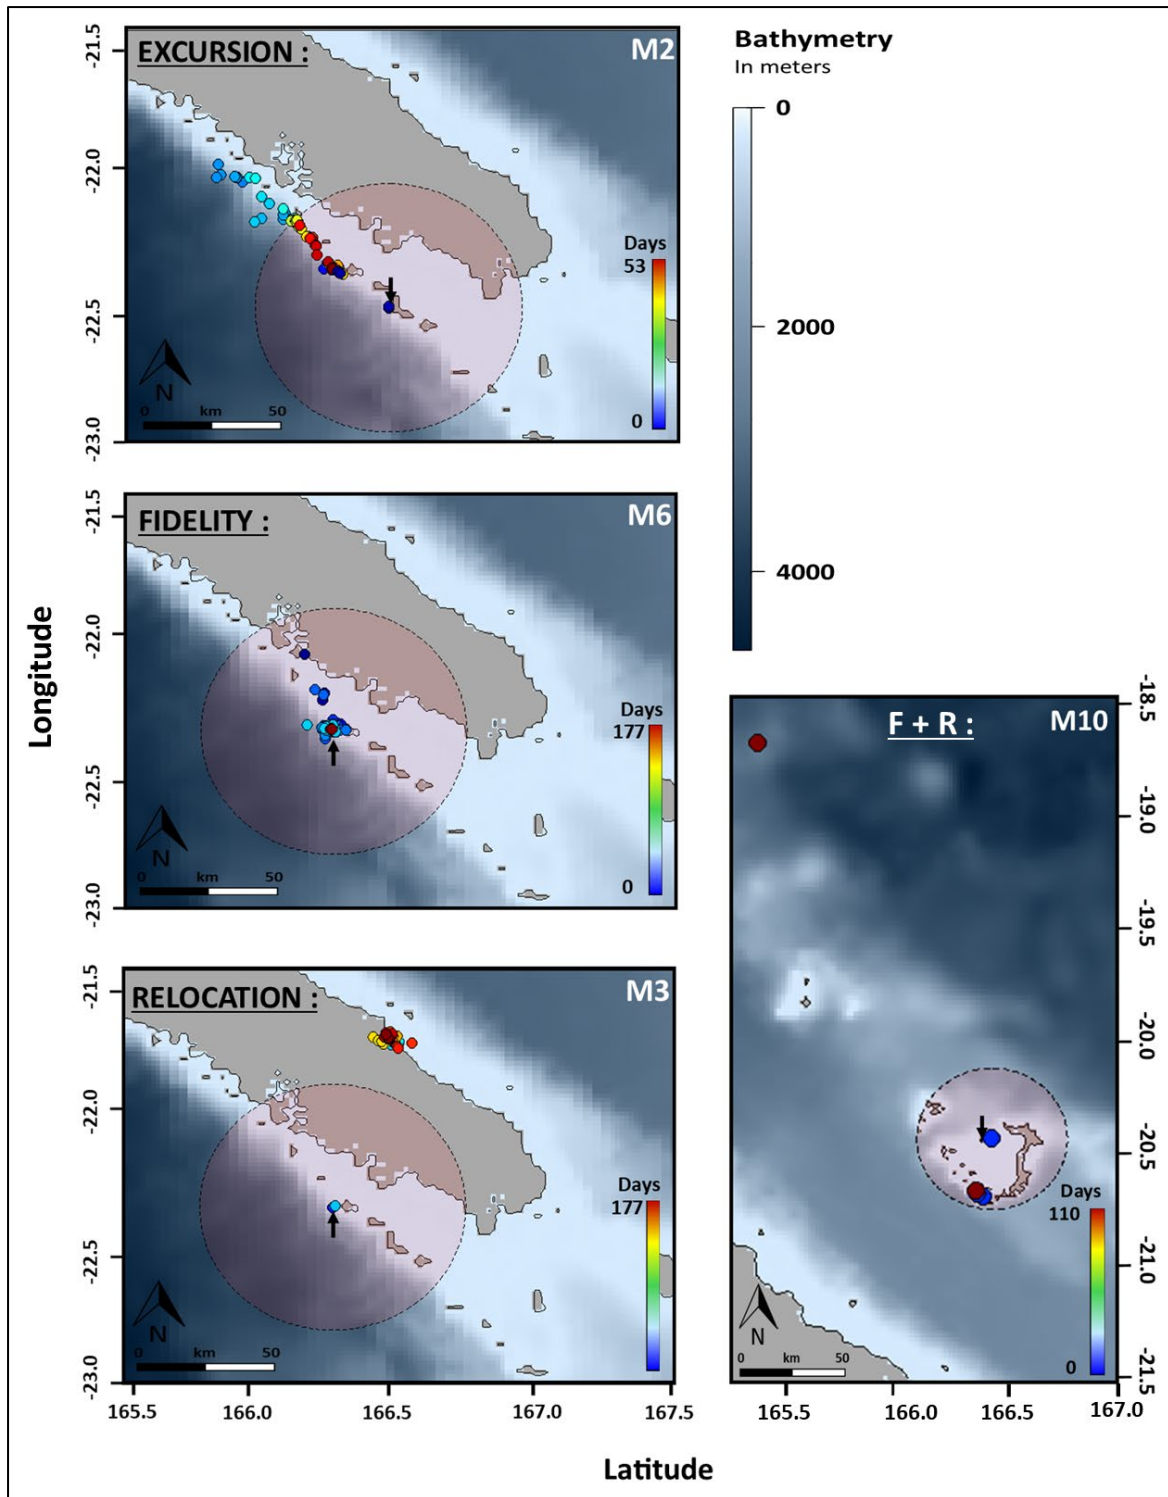 EXCURSION :
M2
-21.5
-22.0
-22.5
-23.0
Days
53
0
N
0 km 50
Bathymetry
In meters
0
2000
4000
FIDELITY :
M6
-21.5
-22.0
-22.5
-23.0
Days
177
0
N
0 km 50
Longitude
RELOCATION :
M3
-21.5
-22.0
-22.5
-23.0
Days
177
N
0 km 50
165.5 166.0 166.5 167.0 167.5
F + R :
M10
-18.5
-19.0
-19.5
-20.0
-20.5
-21.0
-21.5
Days
110
0
N
0 km 50
165.5 166.0 166.5 167.0
Latitude